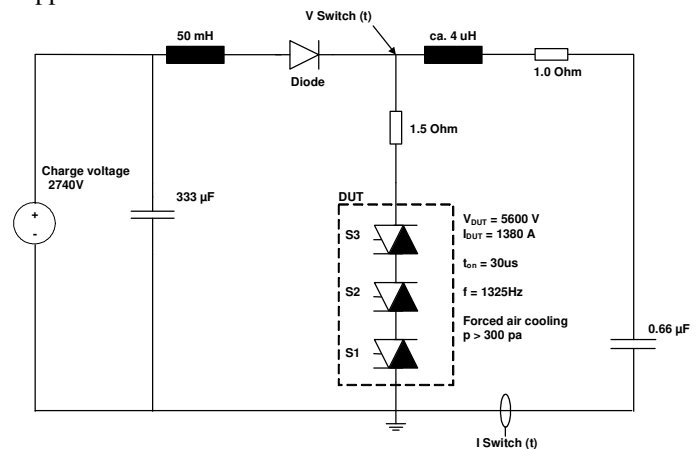 V Switch (t)
50 mH
ca. 4 uH
Diode
1.0 Ohm
1.5 Ohm
Charge voltage
2740V
+
-
333 µF
DUT
S3
S2
S1
VDUT = 5600 V
IDUT = 1380 A
ton = 30us
f = 1325Hz
Forced air cooling
p > 300 pa
0.66 µF
I Switch (t)